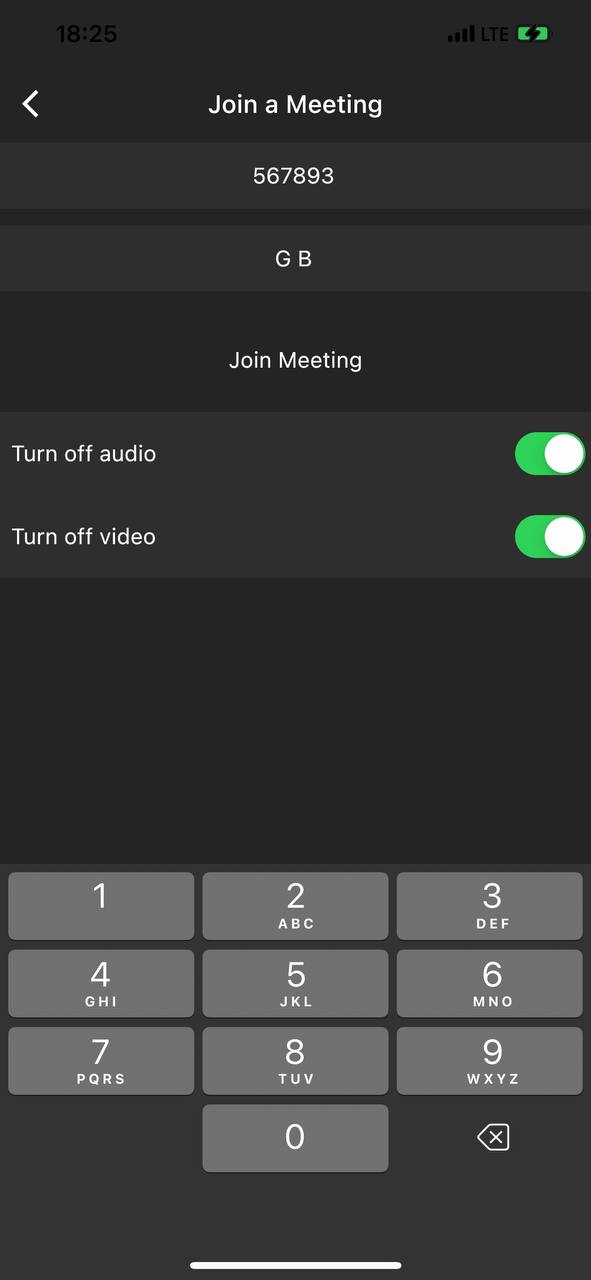 18:25
LTE
Join a Meeting
567893
G B
Join Meeting
Turn off audio
Turn off video
1
2
ABC
3
DEF
4
GHI
5
JKL
6
MNO
7
PQRS
8
TUV
9
WXYZ
0